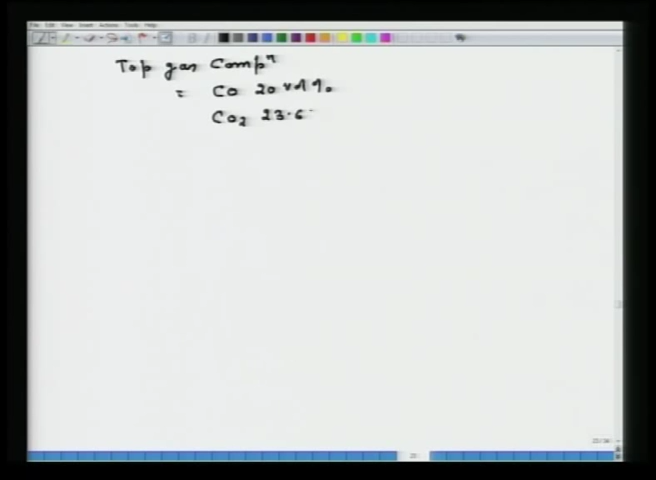 Top gas Compⁿ
= CO 20 vol %
CO₂ 23.6